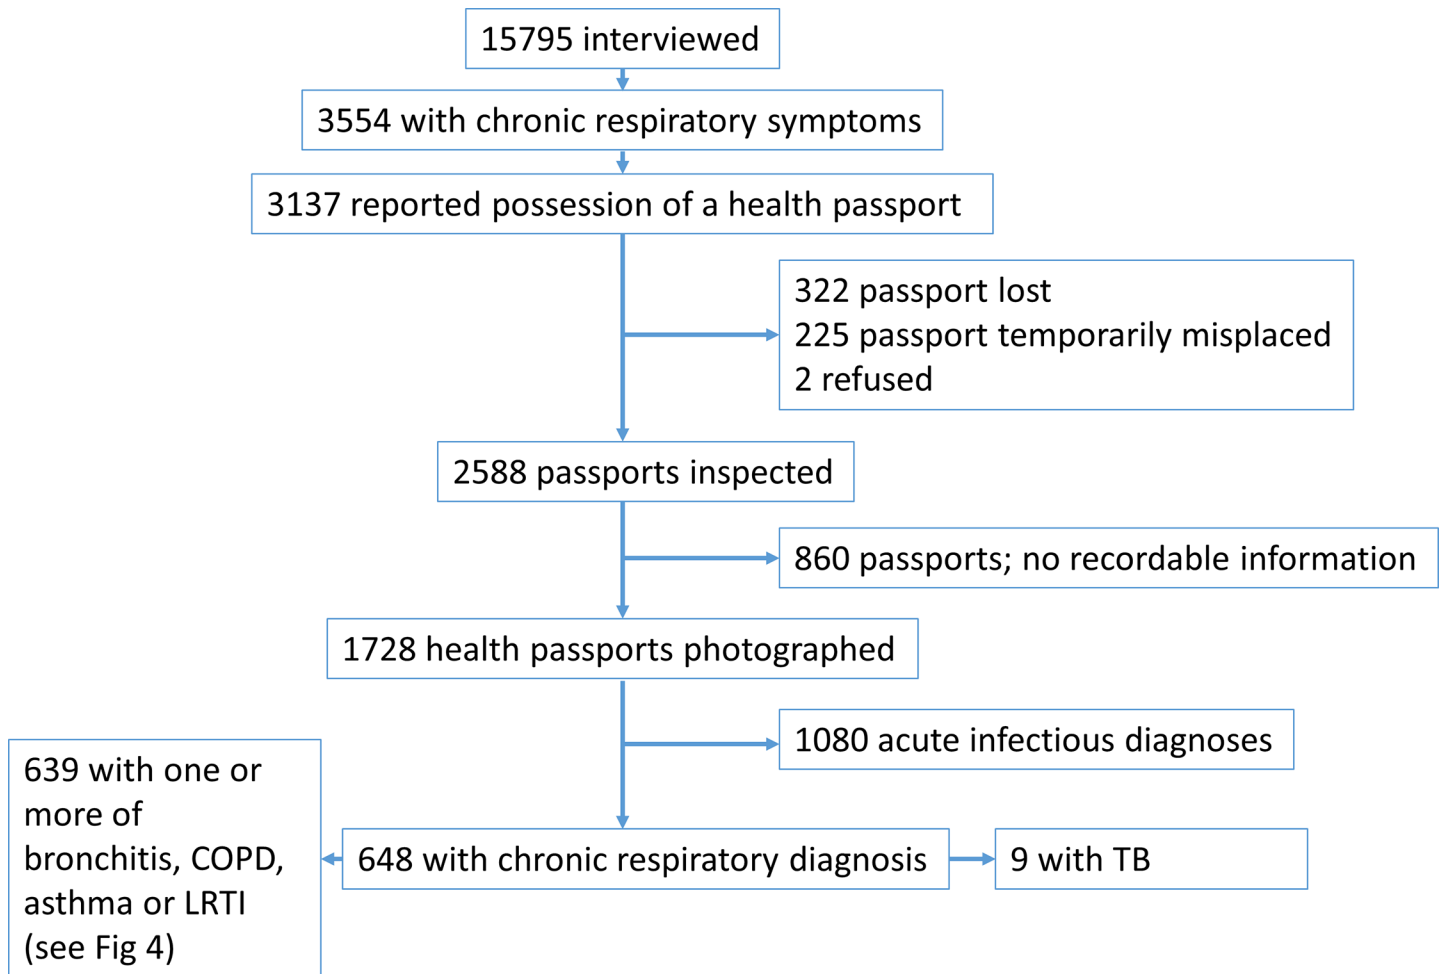 15795 interviewed
3554 with chronic respiratory symptoms
3137 reported possession of a health passport
322 passport lost
225 passport temporarily misplaced
2 refused
2588 passports inspected
860 passports; no recordable information
1728 health passports photographed
1080 acute infectious diagnoses
639 with one or
more of
bronchitis, COPD,
asthma or LRTI
(see Fig 4)
648 with chronic respiratory diagnosis
9 with TB